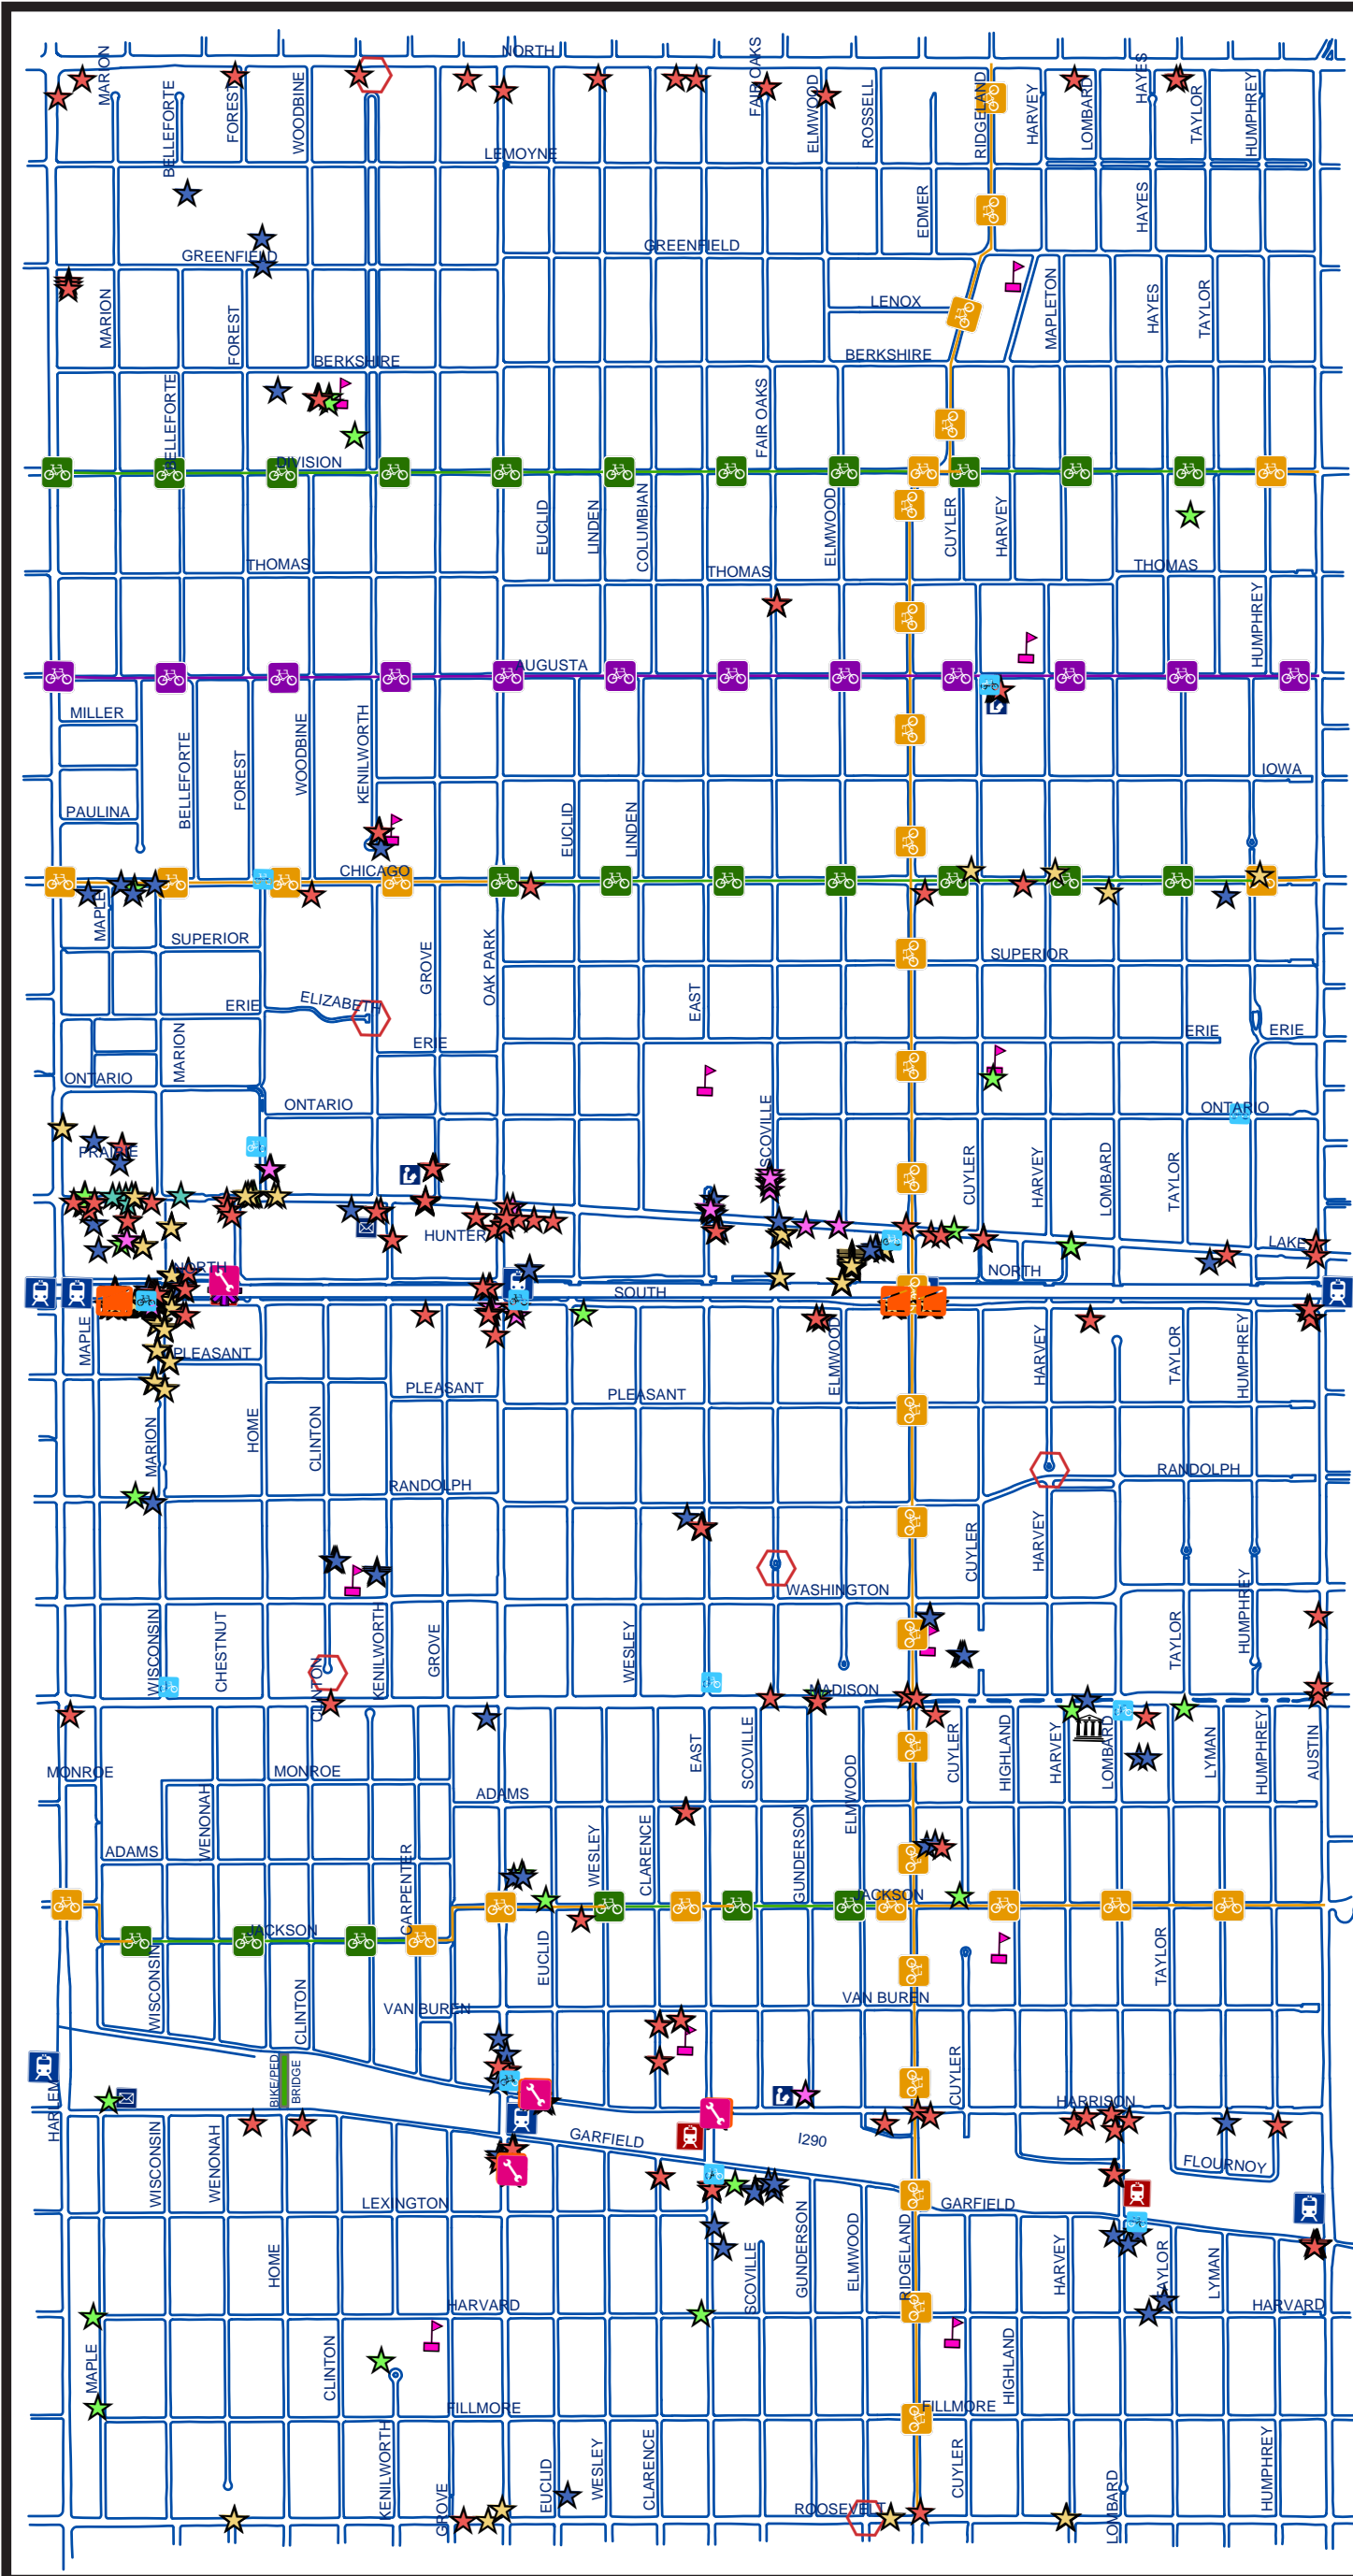 NORTH
MARION
BELLEFORTE
FOREST
WOODBINE
FAIR OAKS
ELMWOOD
ROSSELL
RIDGELAND
HARVEY
LOMBARD
HAYES
TAYLOR
HUMPHREY
LEMOYNE
EDMER
HAYES
GREENFIELD
GREENFIELD
MARION
FOREST
LENOX
MAPLETON
HAYES
TAYLOR
BERKSHIRE
BERKSHIRE
BELLEFORTE
FAIR OAKS
DIVISION
EUCLID
LINDEN
COLUMBIAN
ELMWOOD
CUYLER
HARVEY
THOMAS
THOMAS
THOMAS
HUMPHREY
AUGUSTA
MILLER
BELLEFORTE
FOREST
WOODBINE
KENILWORTH
IOWA
PAULINA
EUCLID
LINDEN
CHICAGO
MAPLE
SUPERIOR
GROVE
OAK PARK
SUPERIOR
ERIE
ELIZABETH
EAST
MARION
ERIE
ERIE
ERIE
ONTARIO
ONTARIO
ONTARIO
SCOVILLE
PRAIRIE
CUYLER
HARVEY
LOMBARD
TAYLOR
HUNTER
LAKE
NORTH
NORTH
SOUTH
MAPLE
PLEASANT
ELMWOOD
HARVEY
TAYLOR
HUMPHREY
PLEASANT
PLEASANT
MARION
HOME
CLINTON
RANDOLPH
RANDOLPH
CUYLER
HARVEY
WASHINGTON
WISCONSIN
CHESTNUT
CLINTON
KENILWORTH
GROVE
WESLEY
TAYLOR
HUMPHREY
MADISON
EAST
SCOVILLE
CUYLER
HIGHLAND
HARVEY
LOMBARD
LYMAN
HUMPHREY
AUSTIN
MONROE
MONROE
ADAMS
WENONAH
ELMWOOD
ADAMS
CARPENTER
WESLEY
CLARENCE
GUNDERSON
JACKSON
JACKSON
WISCONSIN
CLINTON
EUCLID
TAYLOR
VAN BUREN
VAN BUREN
BIKE/PED
BRIDGE
CUYLER
HARLEM
HARRISON
GARFIELD
I290
WISCONSIN
WENONAH
FLOURNOY
LEXINGTON
GARFIELD
HOME
SCOVILLE
GUNDERSON
ELMWOOD
RIDGELAND
HARVEY
TAYLOR
LYMAN
HARVARD
HARVARD
MAPLE
CLINTON
HIGHLAND
FILLMORE
FILLMORE
KENILWORTH
GROVE
EUCLID
WESLEY
CLARENCE
CUYLER
LOMBARD
HUMPHREY
ROOSEVELT